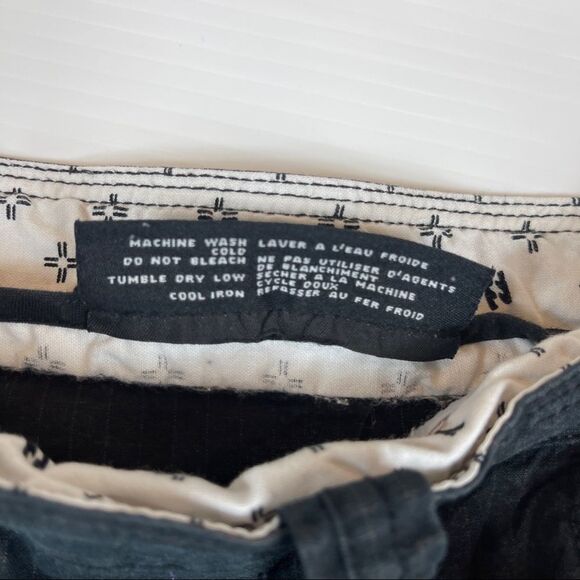 MACHINE WASH
COLD
DO NOT BLEACH
TUMBLE DRY LOW
COOL IRON
LAVER A L'EAU FROIDE
NE PAS UTILISER D'AGENTS
DE BLANCHIMENT
SECHER A LA MACHINE
CYCLE DOUX
REPASSER AU FER FROID